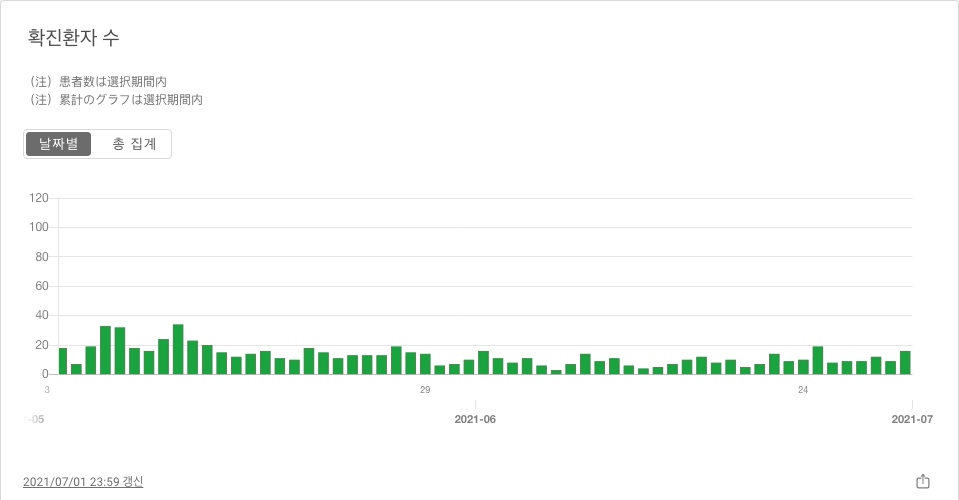 확진환자 수
（注）患者数は選択期間内
（注）累計のグラフは選択期間内
날짜별 총 집계
120
100
80
60
40
20
0
3 29 24
-05 2021-06 2021-07
2021/07/01 23:59 갱신